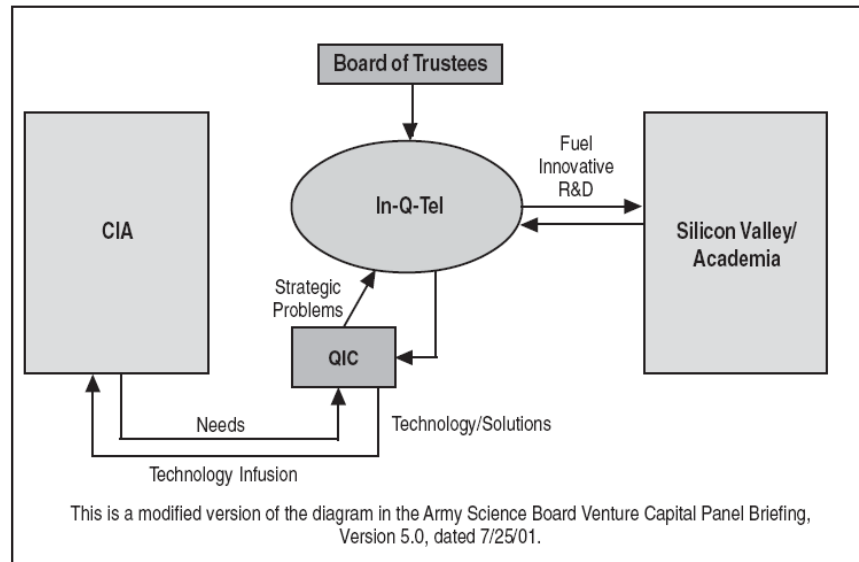 Board of Trustees
CIA
In-Q-Tel
Fuel
Innovative
R&D
Silicon Valley/
Academia
Strategic
Problems
QIC
Needs
Technology/Solutions
Technology Infusion
This is a modified version of the diagram in the Army Science Board Venture Capital Panel Briefing,
Version 5.0, dated 7/25/01.